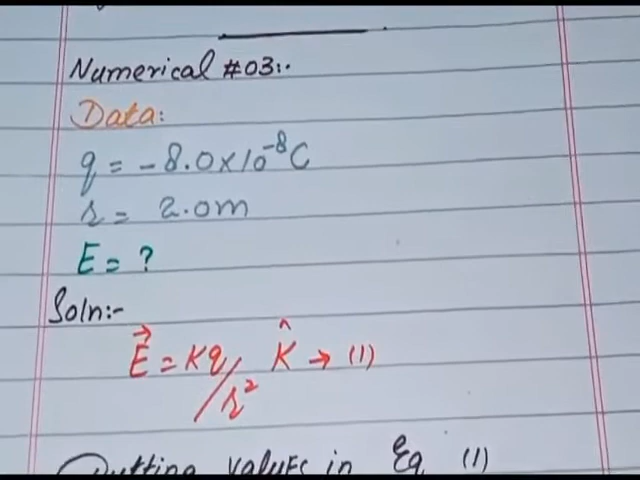 Numerical #03:-
Data:
q = -8.0×10⁻⁸C
r = 2.0m
E = ?
Soln:-
E⃗ = Kq/r² K̂ → (1)
Putting values in Eq (1)